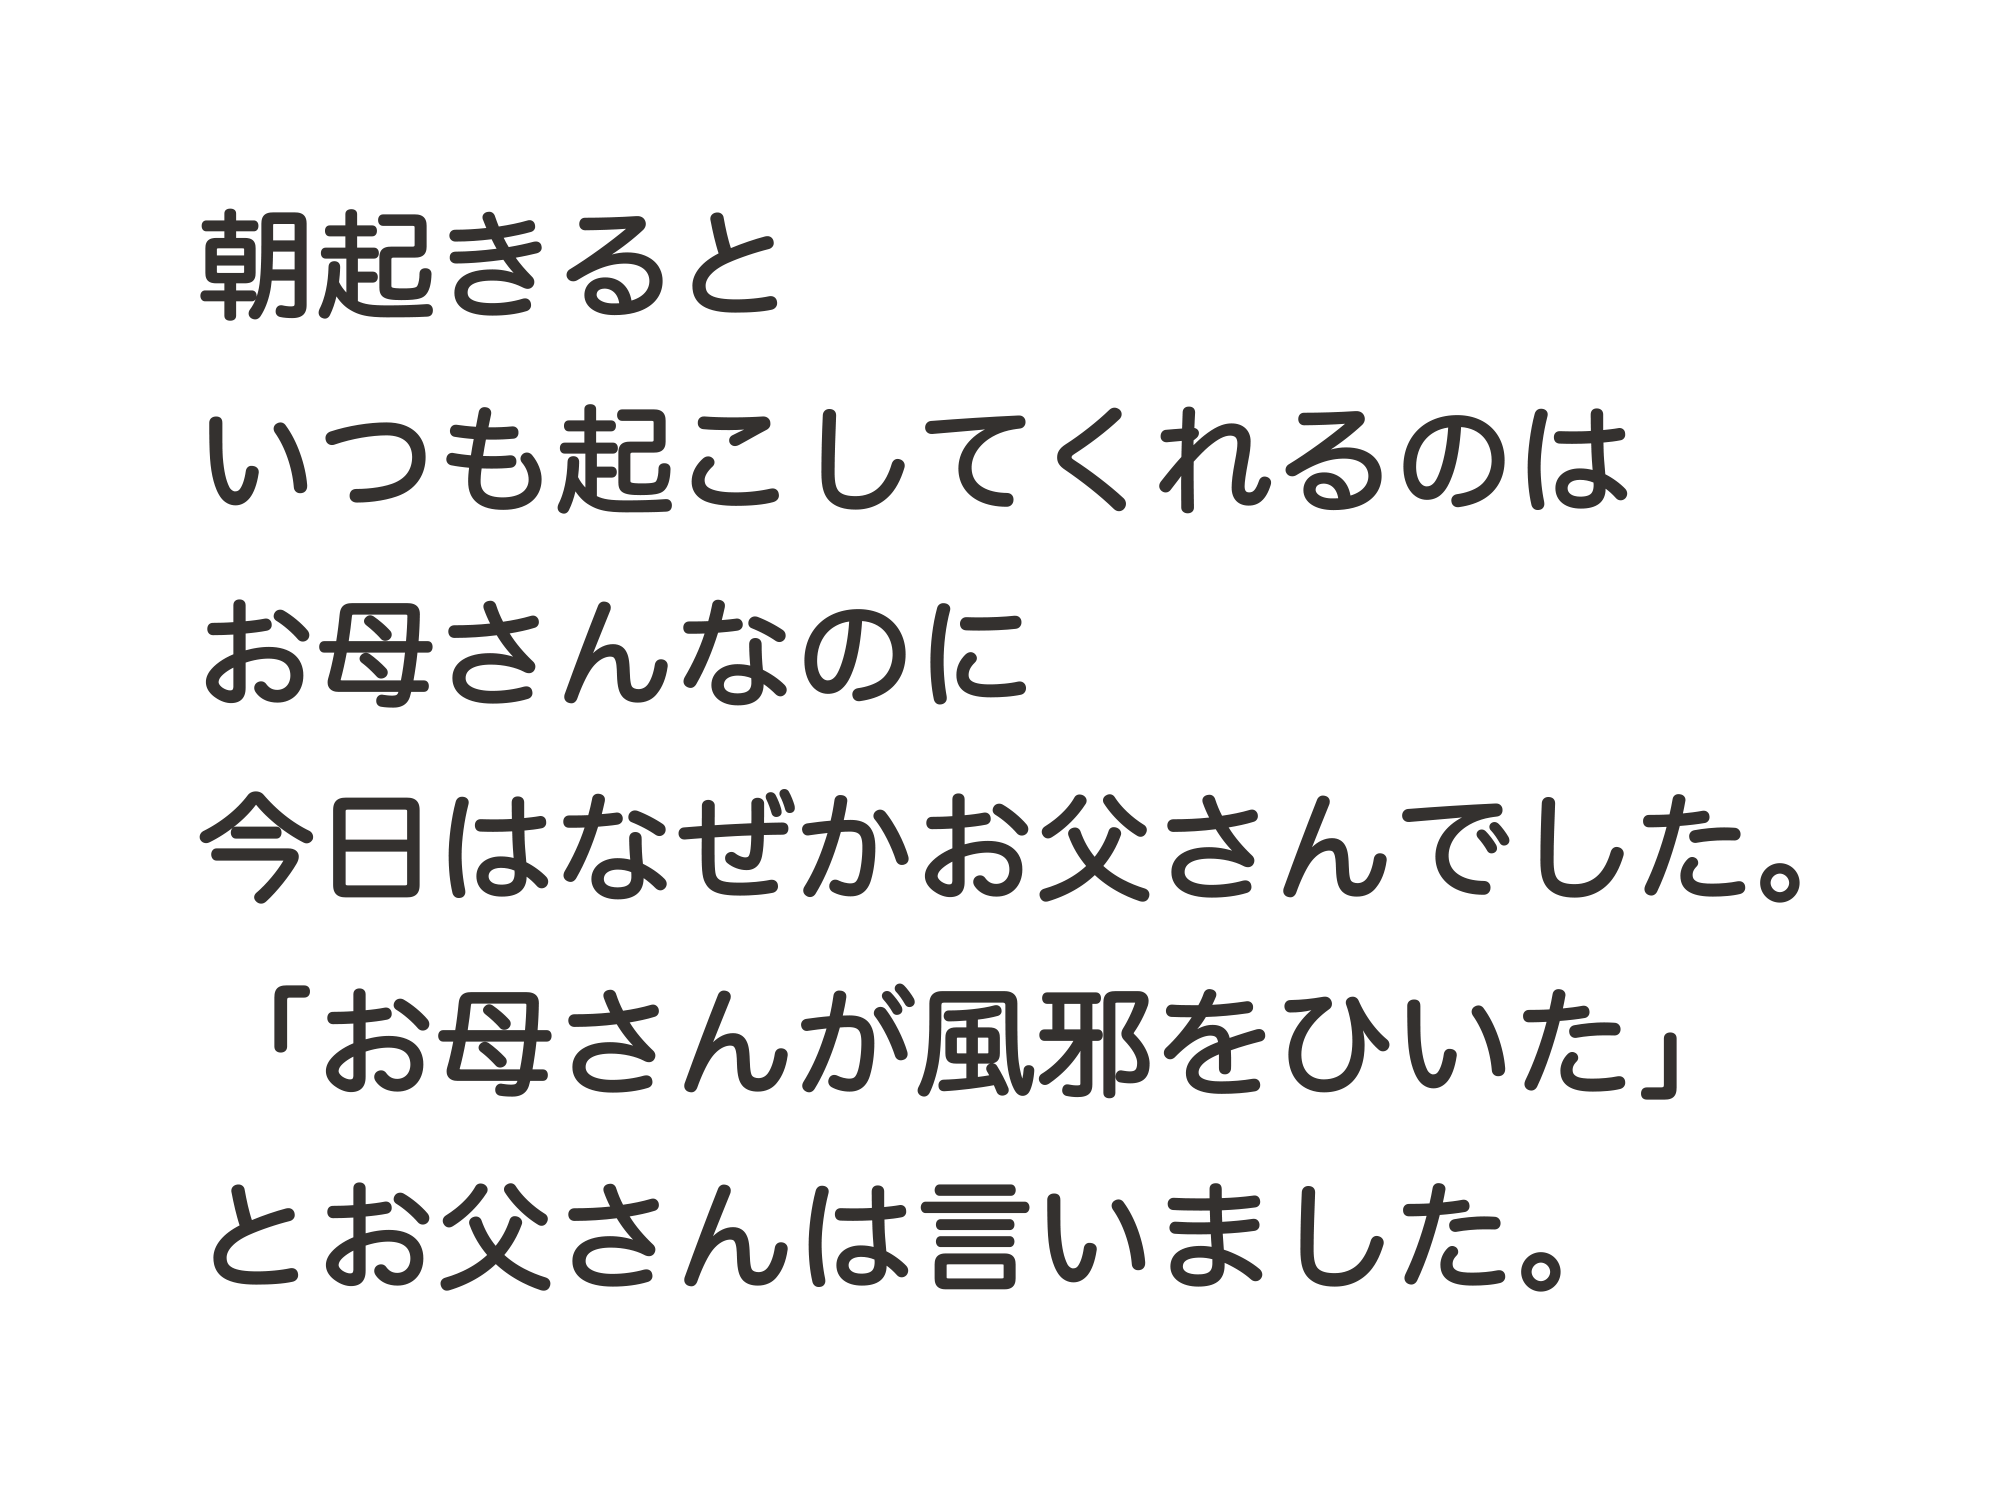 朝起きると
いつも起こしてくれるのは
お母さんなのに
今日はなぜかお父さんでした。
「お母さんが風邪をひいた」
とお父さんは言いました。